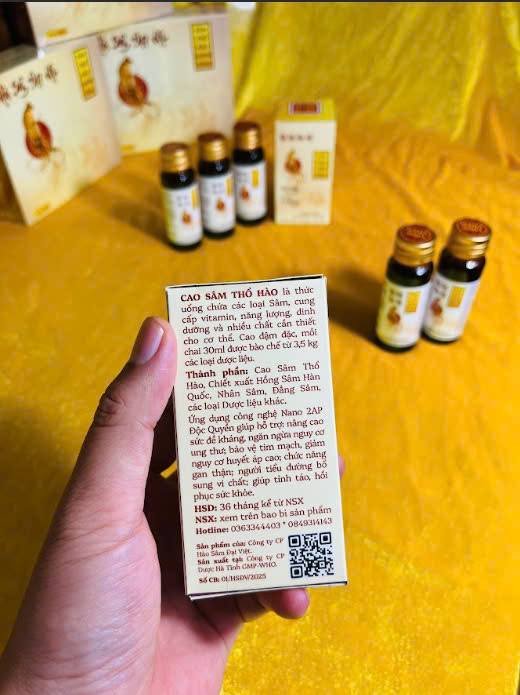 CAO SÂM THỔ HÀO là thức
uống chứa các loại Sâm, cung
cấp vitamin, năng lượng, dinh
dưỡng và nhiều chất cần thiết
cho cơ thể. Cao đậm đặc, mỗi
chai 30ml được bào chế từ 3,5 kg
các loại dược liệu.
Thành phần: Cao Sâm Thổ
Hào, Chiết xuất Hồng Sâm Hàn
Quốc, Nhân Sâm, Đẳng Sâm,
các loại Dược liệu khác.
Ứng dụng công nghệ Nano 2AP
Độc Quyền giúp hỗ trợ: nâng cao
sức đề kháng, ngăn ngừa nguy cơ
ung thư; bảo vệ tim mạch, giảm
nguy cơ huyết áp cao; chức năng
gan thận; người tiểu đường bổ
sung vi chất; giúp tỉnh táo, hồi
phục sức khỏe.
HSD: 36 tháng kể từ NSX
NSX: xem trên bao bì sản phẩm
Hotline: 0363344403 * 0849314143
Sản phẩm của: Công ty CP
Hào Sâm Đại Việt.
Sản xuất tại: Công ty CP
Dược Hà Tĩnh GMP-WHO.
Số CB: 01/HSĐV/2025